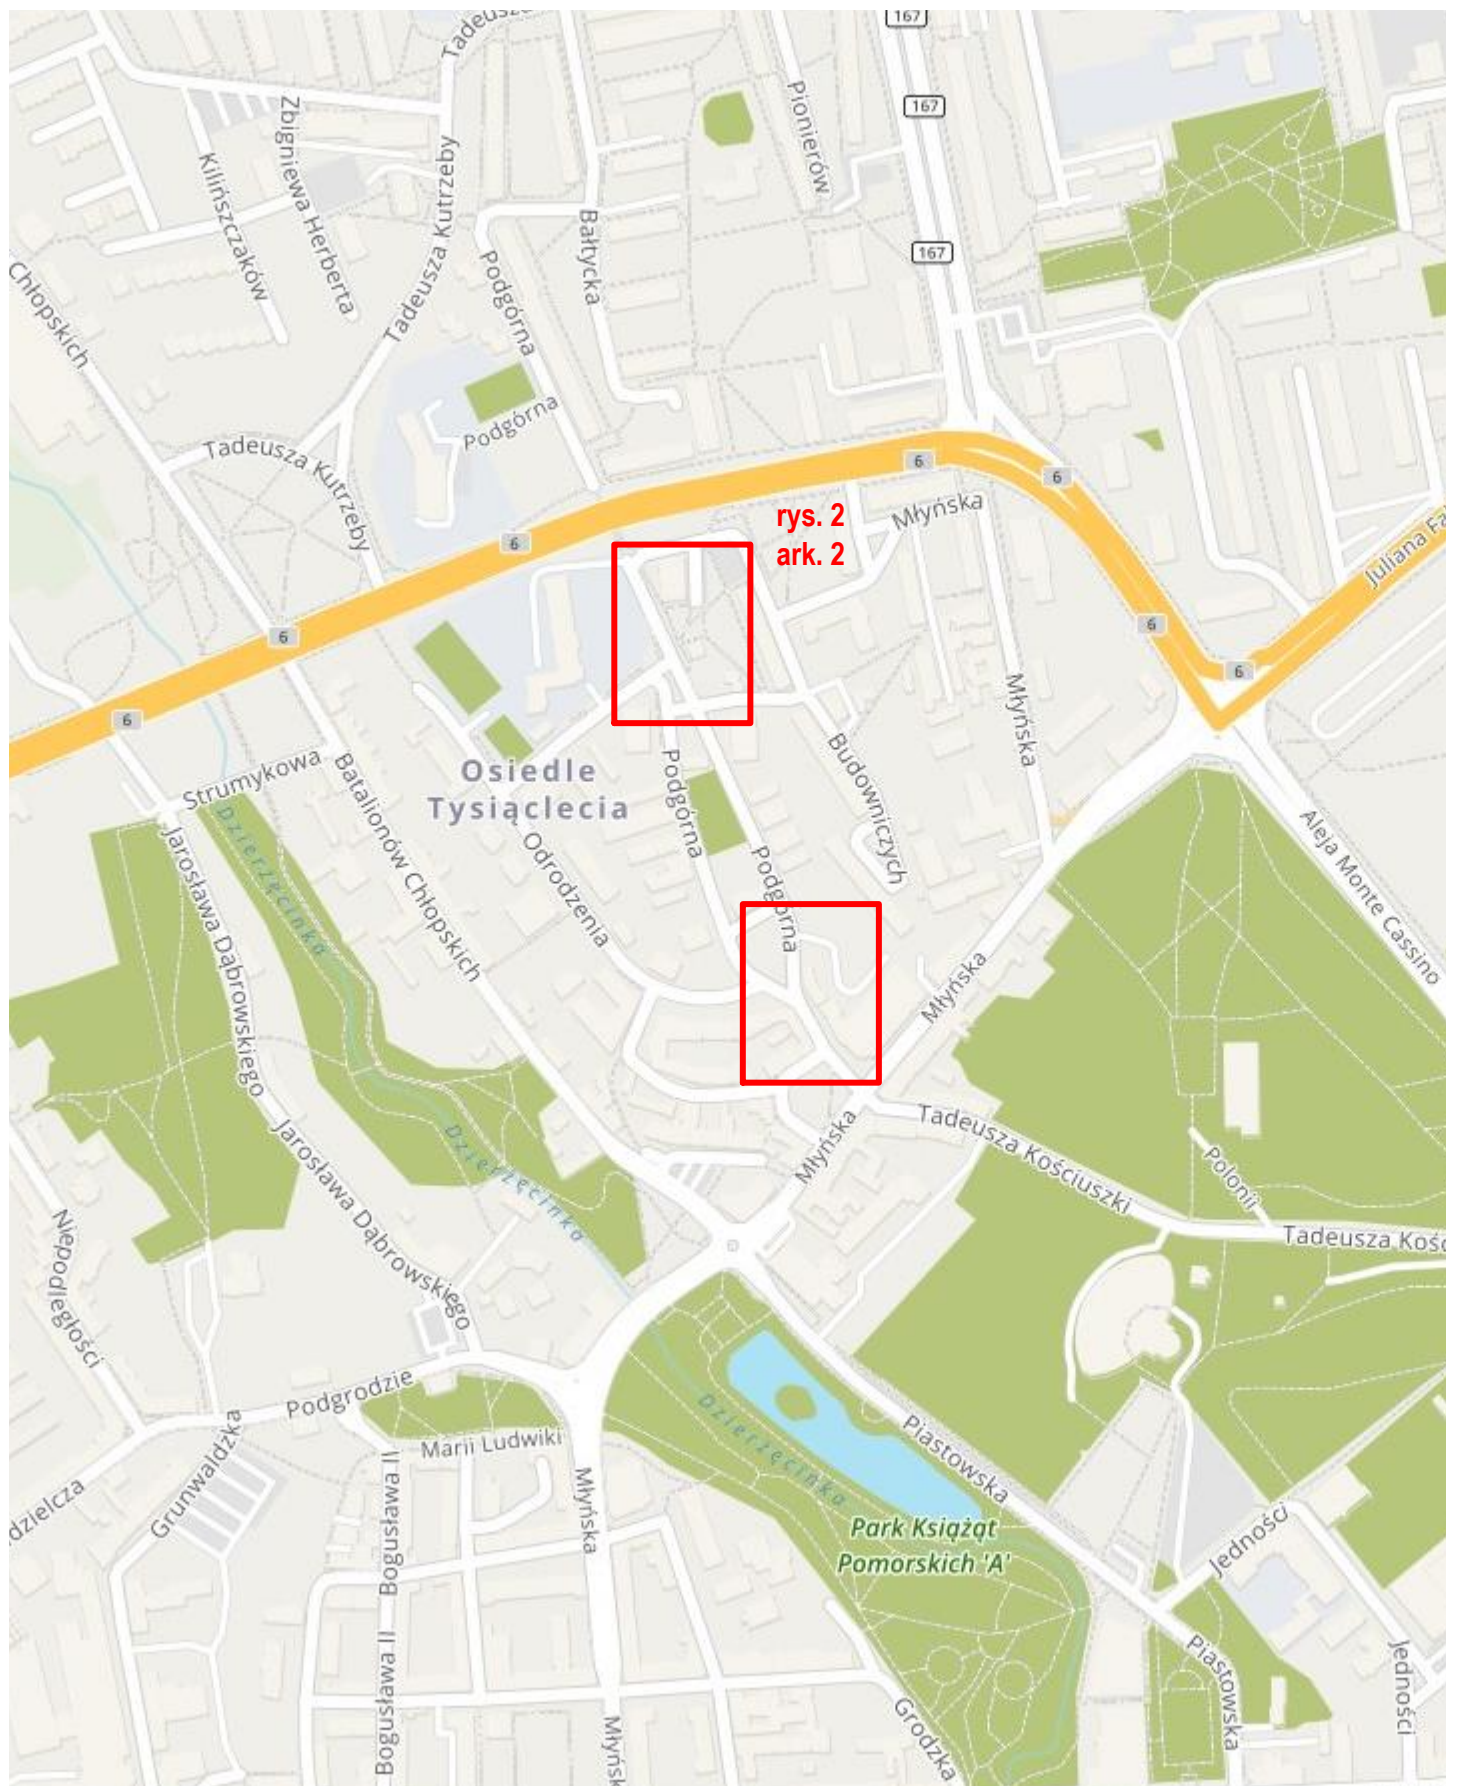 167
Tadeusza
Zbigniewa Herberta
Kilińszczaków
Tadeusza Kutrzeby
Pionierów
167
Bałtycka
Podgórna
167
Chłopskich
Podgórna
Tadeusza Kutrzeby
6
6
6
rys. 2
ark. 2
Młyńska
Juliana Fa
6
6
6
6
6
Młyńska
Budowniczych
Osiedle
Tysiąclecia
Podgórna
Strumykowa
Batalionów Chłopskich
Dzierżęcinka
Jarosława Dąbrowskiego
Odrodzenia
Podgórna
Aleja Monte Cassino
Młyńska
Tadeusza Kościuszki
Młyńska
Dzierżęcinka
Jarosława Dąbrowskiego
Polonii
Tadeusza Kośc
Niepodległości
Podgrodzie
Marii Ludwiki
Grunwaldzka
dzielcza
Bogusława II
Młyńska
Dzierżęcinka
Piastowska
Park Książąt
Pomorskich 'A'
Jedności
Bogusława II
Piastowska
Jedności
Grodzka
Młyńsk